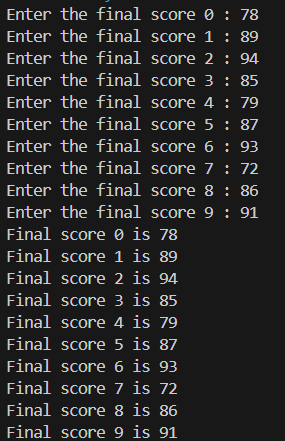 Enter the final score 0 : 78
Enter the final score 1 : 89
Enter the final score 2 : 94
Enter the final score 3 : 85
Enter the final score 4 : 79
Enter the final score 5 : 87
Enter the final score 6 : 93
Enter the final score 7 : 72
Enter the final score 8 : 86
Enter the final score 9 : 91
Final score 0 is 78
Final score 1 is 89
Final score 2 is 94
Final score 3 is 85
Final score 4 is 79
Final score 5 is 87
Final score 6 is 93
Final score 7 is 72
Final score 8 is 86
Final score 9 is 91